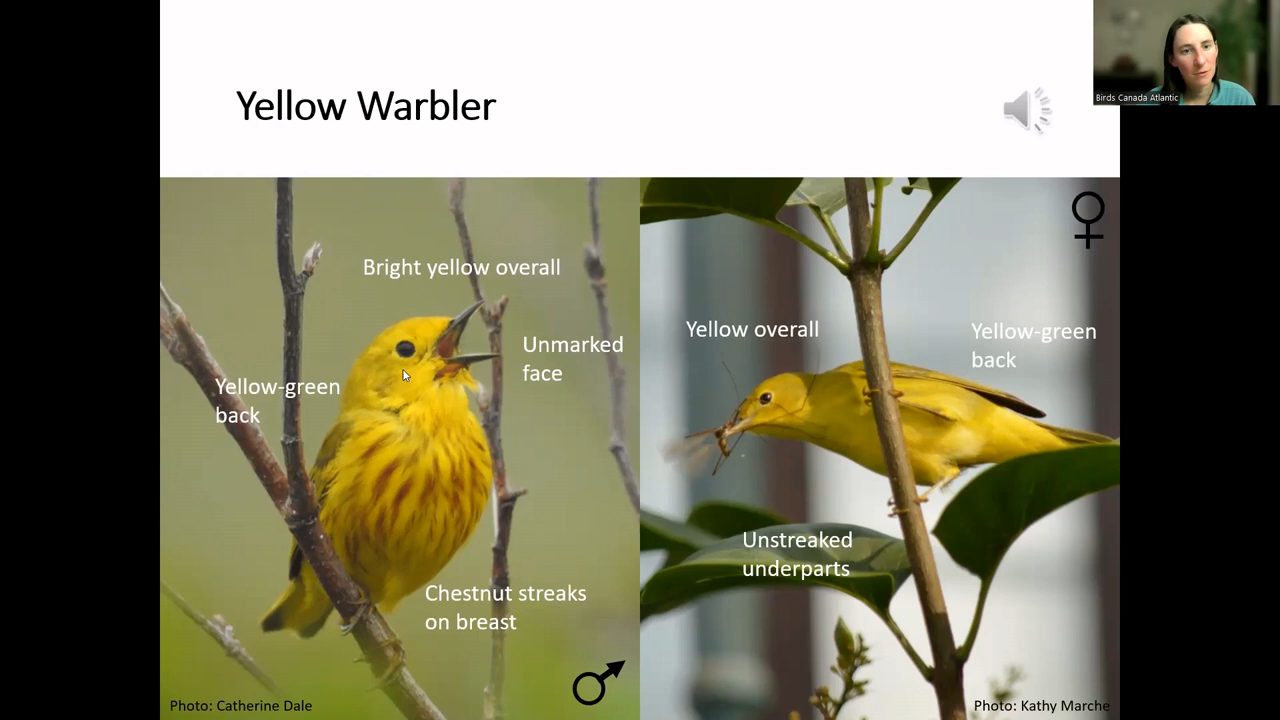 Yellow Warbler
Birds Canada Atlantic
Bright yellow overall
Unmarked
face
Yellow-green
back
Chestnut streaks
on breast
Photo: Catherine Dale
Yellow overall
Yellow-green
back
Unstreaked
underparts
Photo: Kathy Marche